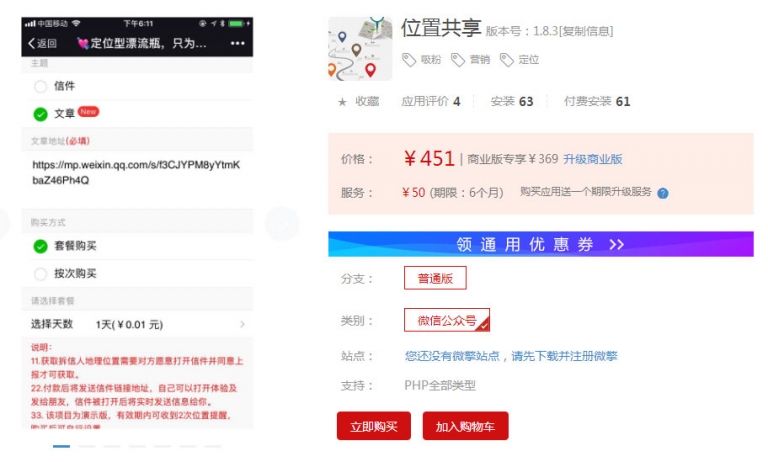 中国移动 下午6:11
返回 定位型漂流瓶，只为... •••
主题
信件
文章 New
文章地址(必填)
https://mp.weixin.qq.com/s/f3CJYPM8yYtmK
baZ46Ph4Q
购买方式
套餐购买
按次购买
请选择套餐
选择天数 1天(￥0.01 元)
说明:
11.获取拆信人地理位置需要对方愿意打开信件并同意上
报才可获取。
22.付款后将发送信件链接地址，自己可以打开体验及
发给朋友，信件被打开后将实时发送信息给你。
33. 该项目为演示版，有效期内可收到2次位置提醒，
位置共享 版本号：1.8.3[复制信息]
吸粉 营销 定位
★ 收藏 应用评价 4 安装 63 付费安装 61
价格： ￥451 | 商业版专享￥369 升级商业版
服务： ￥50 (期限：6个月) 购买应用送一个期限升级服务 ?
领通用优惠券 >>
分支： 普通版
类别： 微信公众号
站点： 您还没有微擎站点，请先下载并注册微擎
支持： PHP全部类型
立即购买 加入购物车